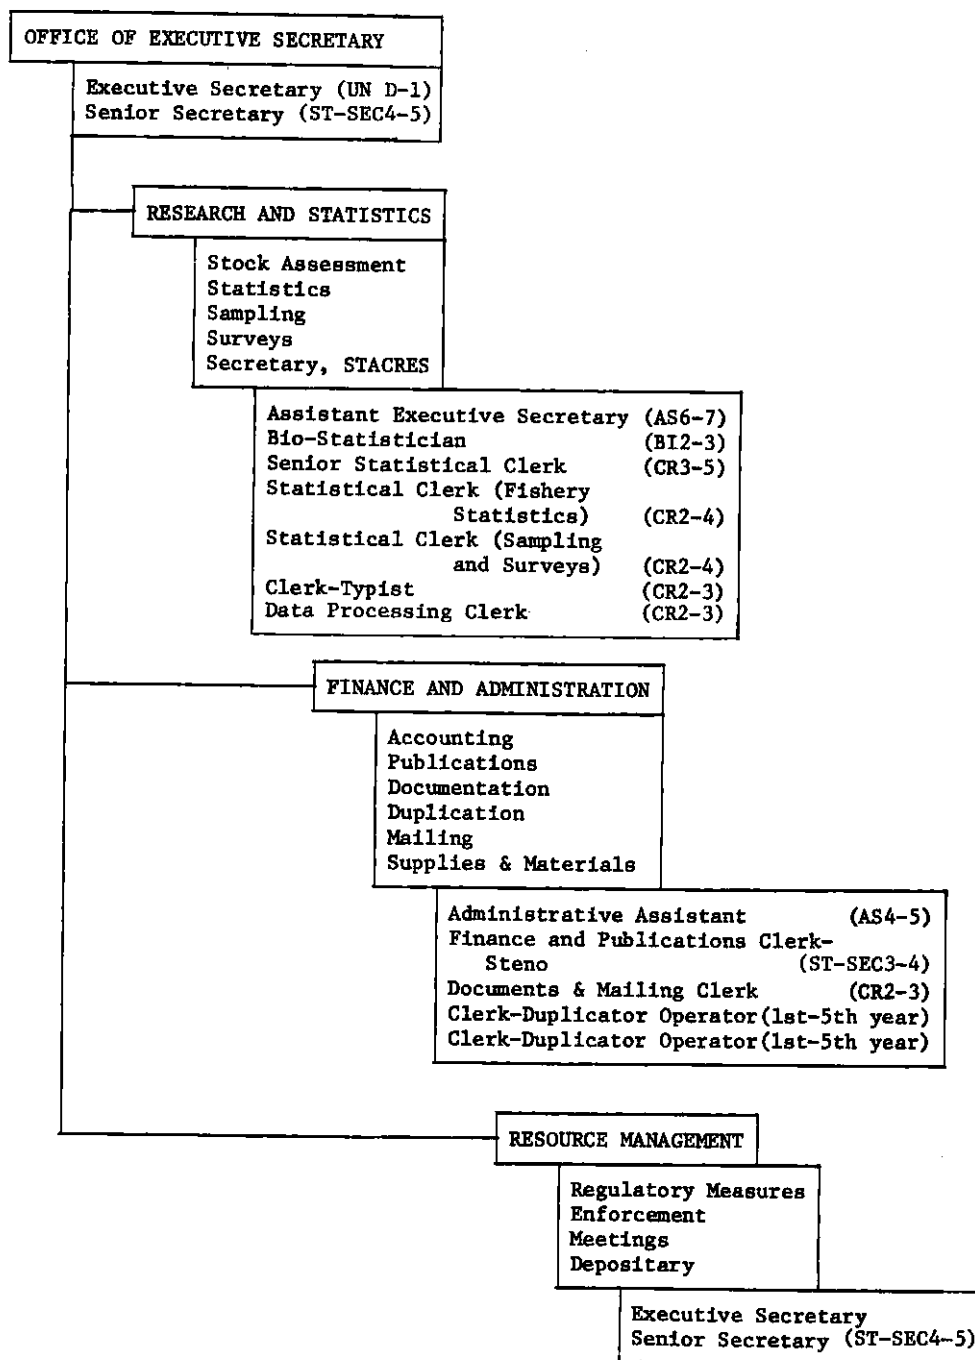 OFFICE OF EXECUTIVE SECRETARY
Executive Secretary (UN D-1)
Senior Secretary (ST-SEC4-5)
RESEARCH AND STATISTICS
Stock Assessment
Statistics
Sampling
Surveys
Secretary, STACRES
Assistant Executive Secretary (AS6-7)
Bio-Statistician (BI2-3)
Senior Statistical Clerk (CR3-5)
Statistical Clerk (Fishery
Statistics) (CR2-4)
Statistical Clerk (Sampling
and Surveys) (CR2-4)
Clerk-Typist (CR2-3)
Data Processing Clerk (CR2-3)
FINANCE AND ADMINISTRATION
Accounting
Publications
Documentation
Duplication
Mailing
Supplies & Materials
Administrative Assistant (AS4-5)
Finance and Publications Clerk-
Steno (ST-SEC3-4)
Documents & Mailing Clerk (CR2-3)
Clerk-Duplicator Operator(1st-5th year)
Clerk-Duplicator Operator(1st-5th year)
RESOURCE MANAGEMENT
Regulatory Measures
Enforcement
Meetings
Depositary
Executive Secretary
Senior Secretary (ST-SEC4-5)